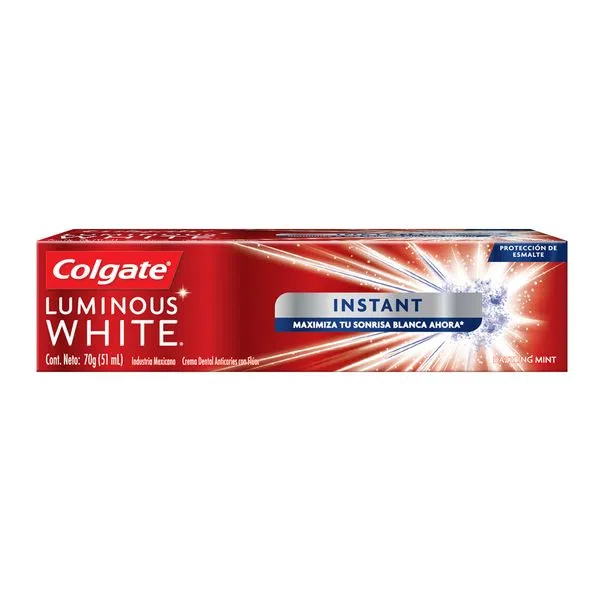 Colgate®
LUMINOUS
WHITE®
Cont. Neto: 70g (51 mL) Industria Mexicana Crema Dental Anticaries con Flúor
INSTANT
MAXIMIZA TU SONRISA BLANCA AHORA*
PROTECCIÓN DE
ESMALTE
DAZZLING MINT